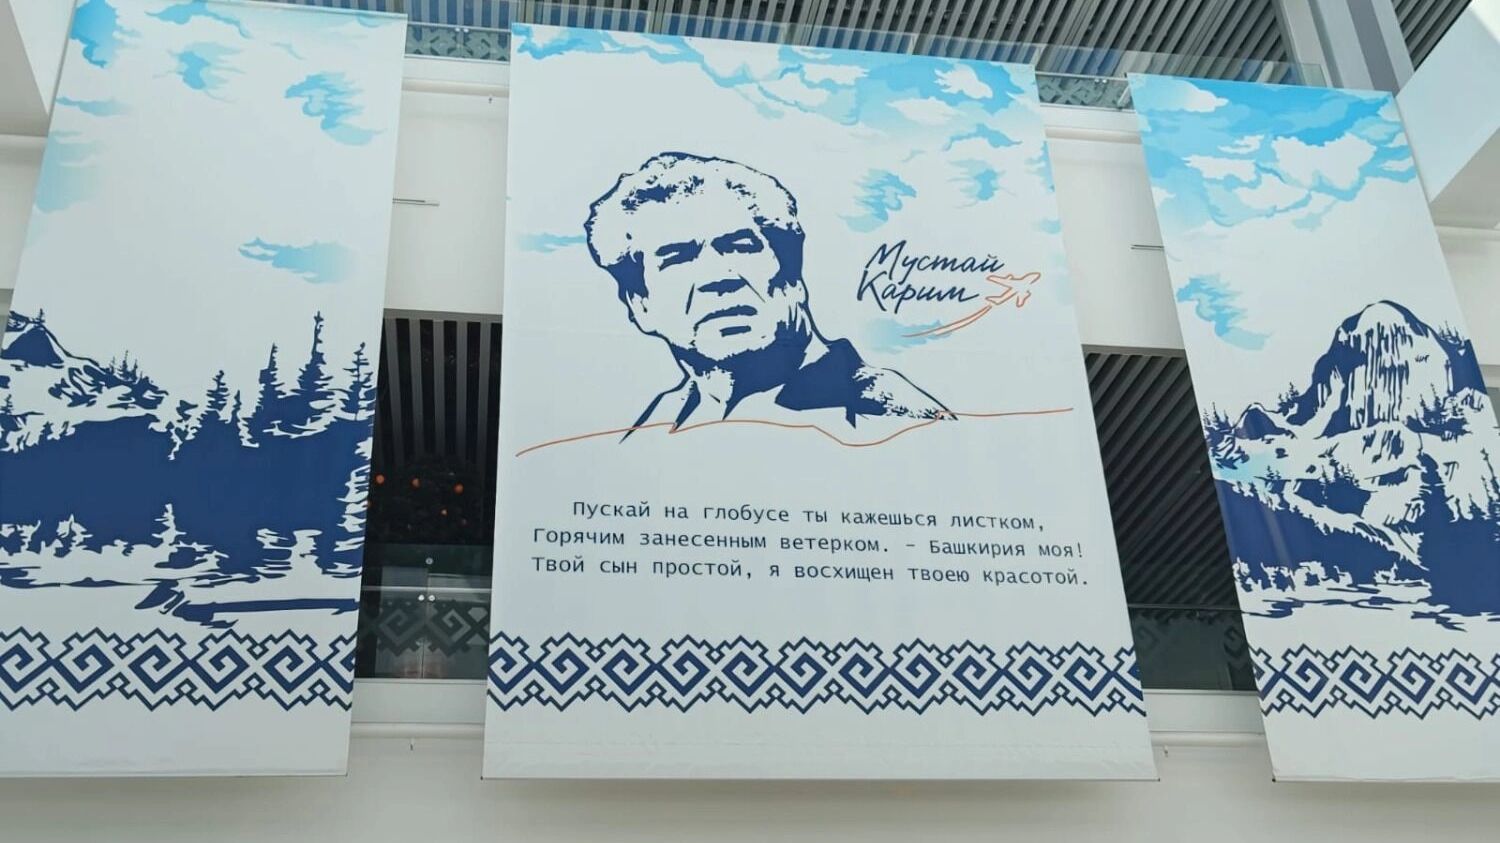 Мустай
Карим
Пускай на глобусе ты кажешься листком,
Горячим занесенным ветерком. – Башкирия моя!
Твой сын простой, я восхищен твоею красотой.